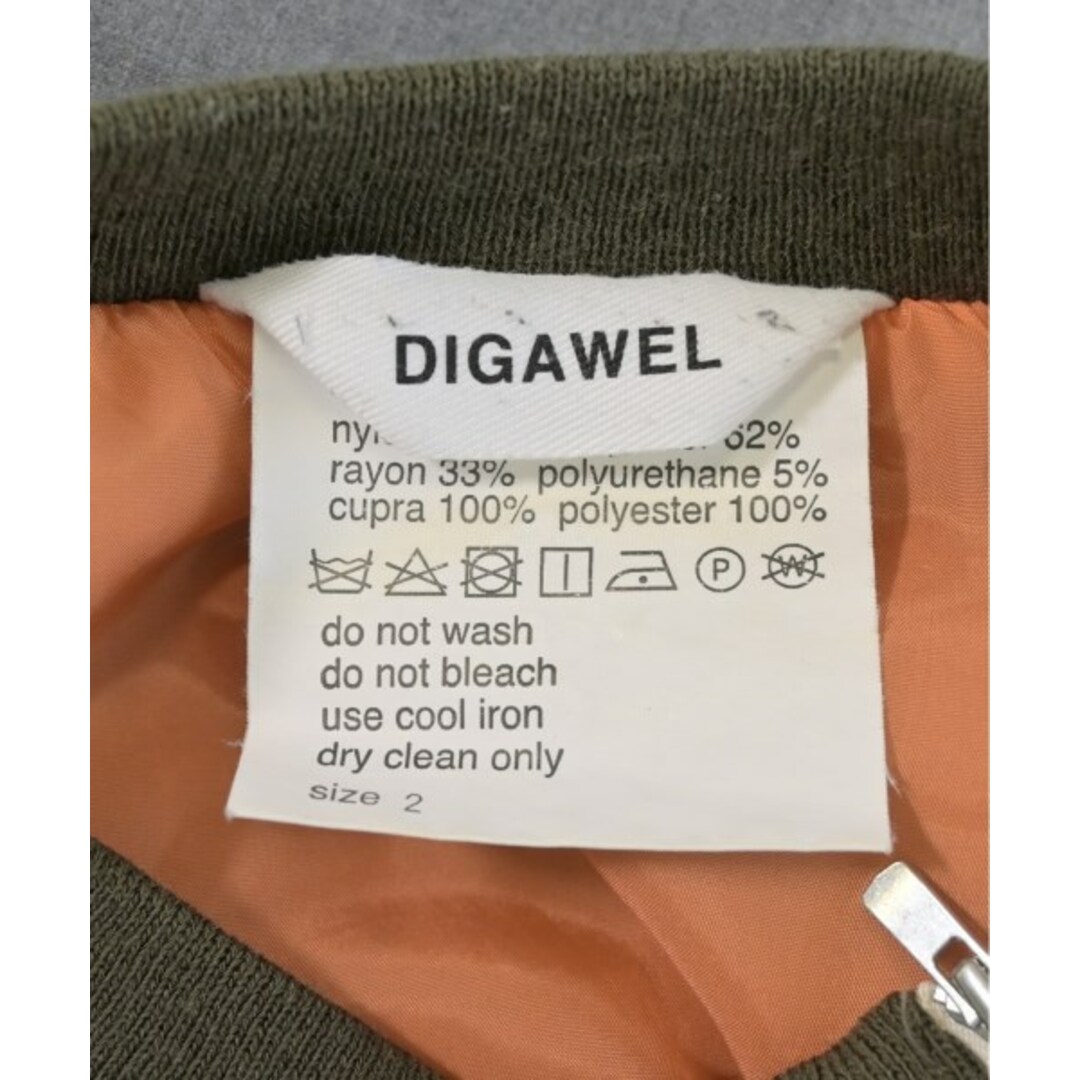 DIGAWEL
62%
rayon 33% polyurethane 5%
cupra 100% polyester 100%
P W
do not wash
do not bleach
use cool iron
dry clean only
size 2